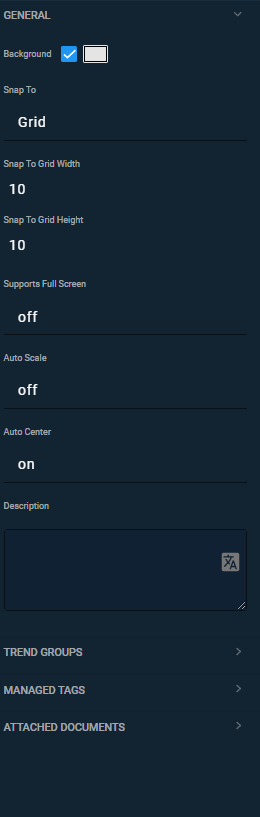 GENERAL
Background
Snap To
Grid
Snap To Grid Width
10
Snap To Grid Height
10
Supports Full Screen
off
Auto Scale
off
Auto Center
on
Description
TREND GROUPS
MANAGED TAGS
ATTACHED DOCUMENTS